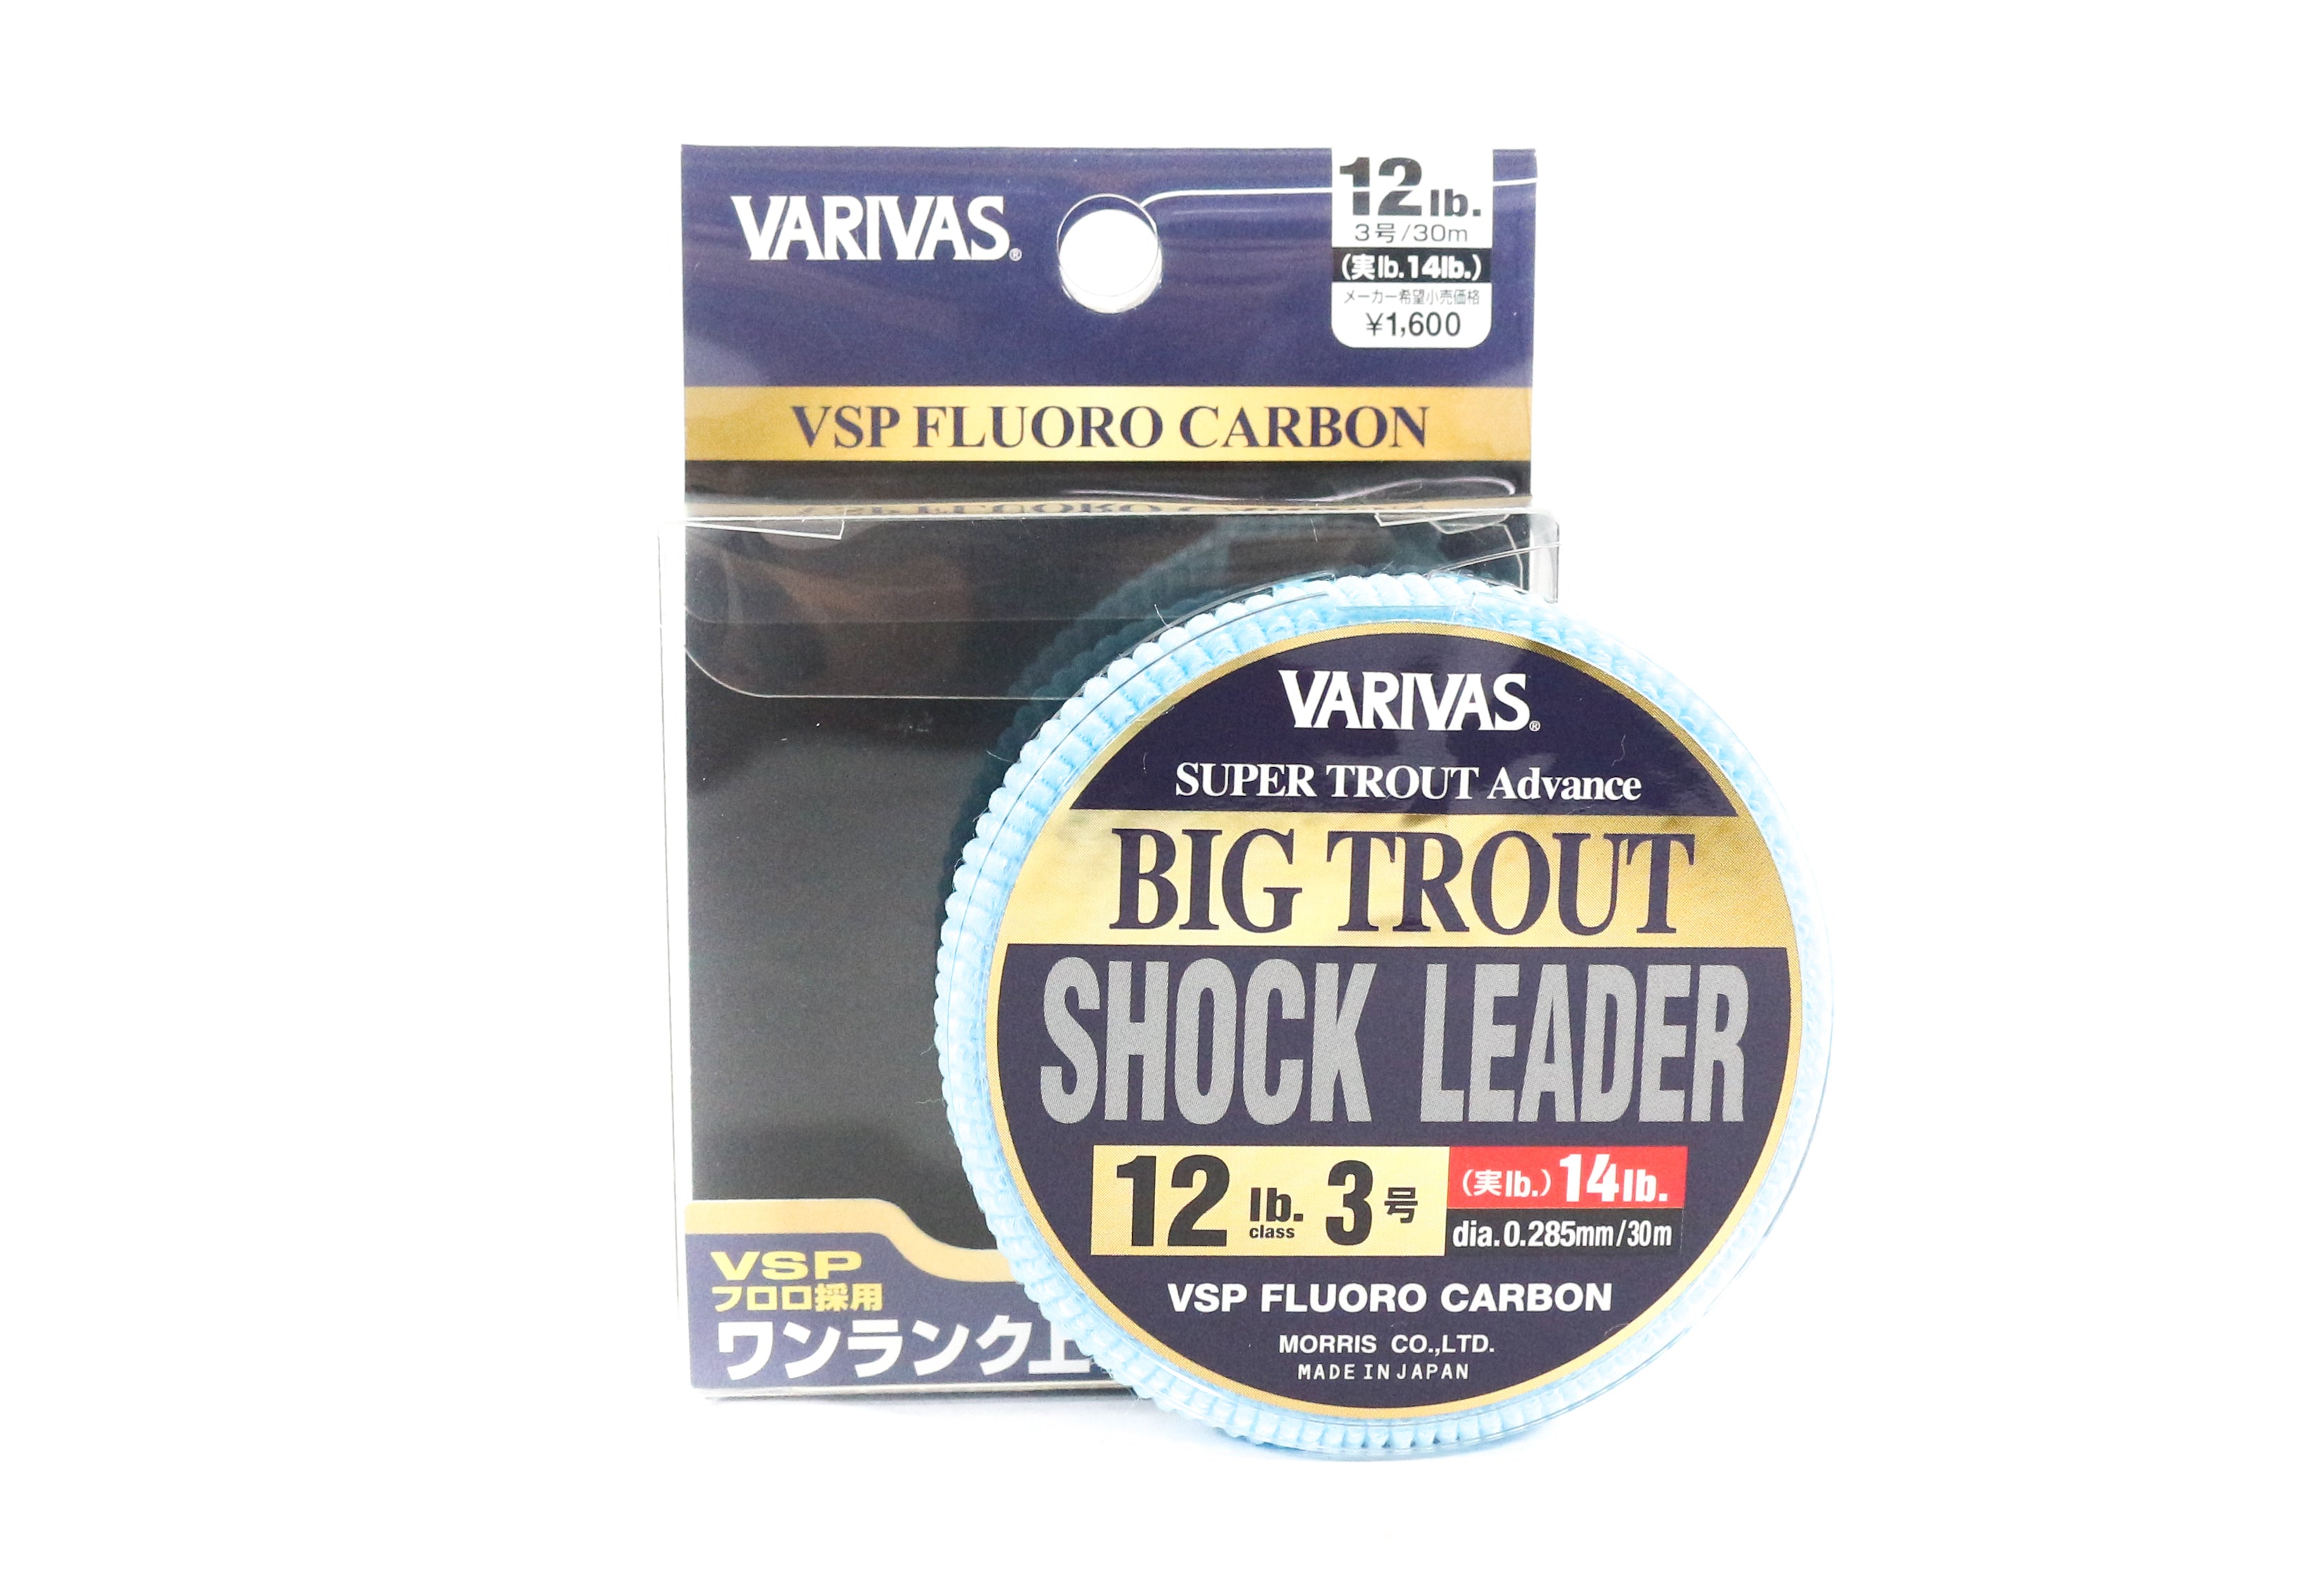 VARIVAS®
12lb.
3号/30m
(実lb.14lb.)
メーカー希望小売価格
¥1,600
VSP FLUORO CARBON
VARIVAS®
SUPER TROUT Advance
BIG TROUT
SHOCK LEADER
12 lb. class 3号
(実lb.) 14lb.
dia. 0.285mm/30m
VSP FLUORO CARBON
MORRIS CO.,LTD.
MADE IN JAPAN
VSP
フロロ採用
ワンランク上